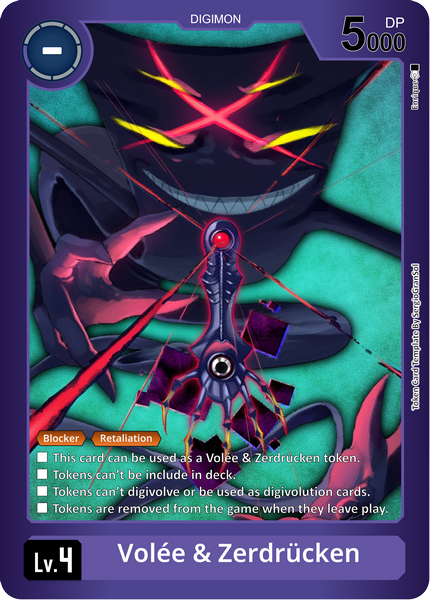 DIGIMON
-
5000
DP
Enrique
Token Card Template By SergioGranSol
Blocker
Retaliation
This card can be used as a Volée & Zerdrücken token.
Tokens can't be include in deck.
Tokens can't digivolve or be used as digivolution cards.
Tokens are removed from the game when they leave play.
Lv.4
Volée & Zerdrücken